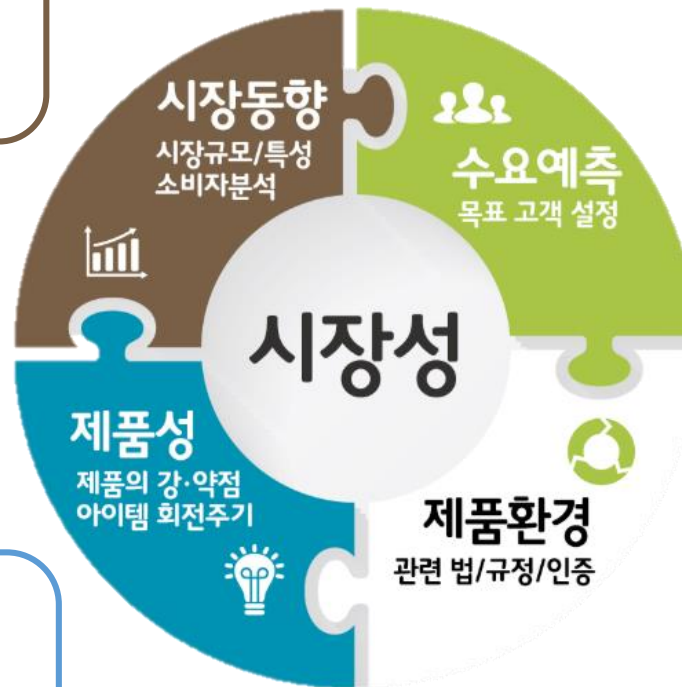 시장동향
시장규모/특성
소비자분석
수요예측
목표 고객 설정
시장성
제품성
제품의 강·약점
아이템 회전주기
제품환경
관련 법/규정/인증